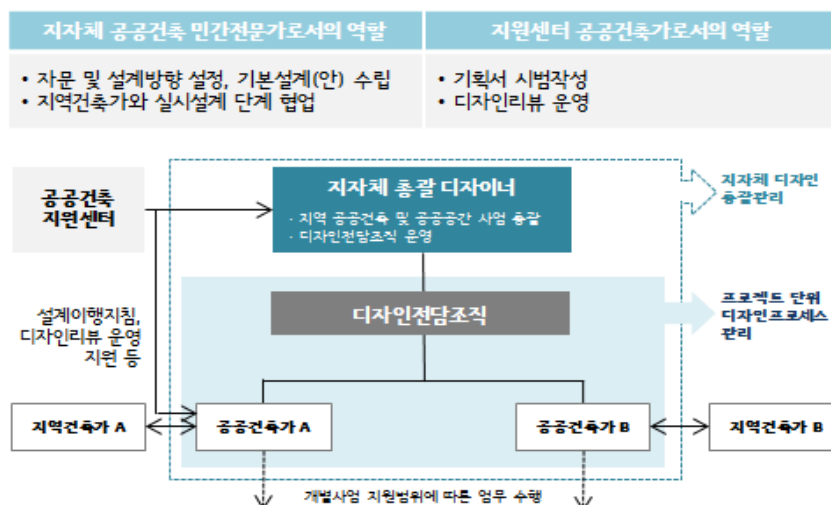 지자체 공공건축 민간전문가로서의 역할
지원센터 공공건축가로서의 역할
• 자문 및 설계방향 설정, 기본설계(안) 수립
• 지역건축가와 실시설계 단계 협업
• 기획서 시범작성
• 디자인리뷰 운영
공공건축
지원센터
지자체 총괄 디자이너
· 지역 공공건축 및 공공공간 사업 총괄
· 디자인전담조직 운영
지자체 디자인
총괄관리
디자인전담조직
프로젝트 단위
디자인프로세스
관리
설계이행지침,
디자인리뷰 운영
지원 등
지역건축가 A
공공건축가 A
공공건축가 B
지역건축가 B
개별사업 지원범위에 따른 업무 수행